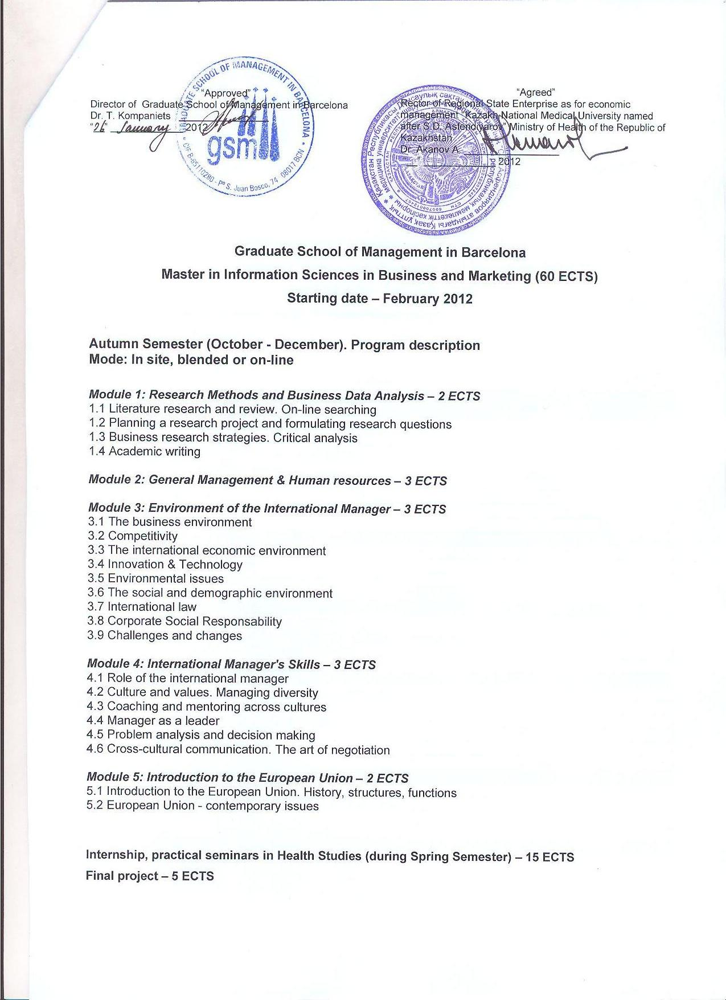 "Approved"
Director of Graduate School of Management in Barcelona
Dr. T. Kompaniets
"26" January 2012
GRADUATE SCHOOL OF MANAGEMENT IN BARCELONA
CIF B-65110280 - Pº S. Juan Bosco, 74 08017 BCN
gsm
"Agreed"
Rector of Regional State Enterprise as for economic
management "Kazakh National Medical University named
after S.D. Asfendiyarov" Ministry of Health of the Republic of
Kazakhstan
Dr. Akanov A.
"__" ____________ 2012
Graduate School of Management in Barcelona
Master in Information Sciences in Business and Marketing (60 ECTS)
Starting date – February 2012
Autumn Semester (October - December). Program description
Mode: In site, blended or on-line
Module 1: Research Methods and Business Data Analysis – 2 ECTS
1.1 Literature research and review. On-line searching
1.2 Planning a research project and formulating research questions
1.3 Business research strategies. Critical analysis
1.4 Academic writing
Module 2: General Management & Human resources – 3 ECTS
Module 3: Environment of the International Manager – 3 ECTS
3.1 The business environment
3.2 Competitivity
3.3 The international economic environment
3.4 Innovation & Technology
3.5 Environmental issues
3.6 The social and demographic environment
3.7 International law
3.8 Corporate Social Responsability
3.9 Challenges and changes
Module 4: International Manager's Skills – 3 ECTS
4.1 Role of the international manager
4.2 Culture and values. Managing diversity
4.3 Coaching and mentoring across cultures
4.4 Manager as a leader
4.5 Problem analysis and decision making
4.6 Cross-cultural communication. The art of negotiation
Module 5: Introduction to the European Union – 2 ECTS
5.1 Introduction to the European Union. History, structures, functions
5.2 European Union - contemporary issues
Internship, practical seminars in Health Studies (during Spring Semester) – 15 ECTS
Final project – 5 ECTS